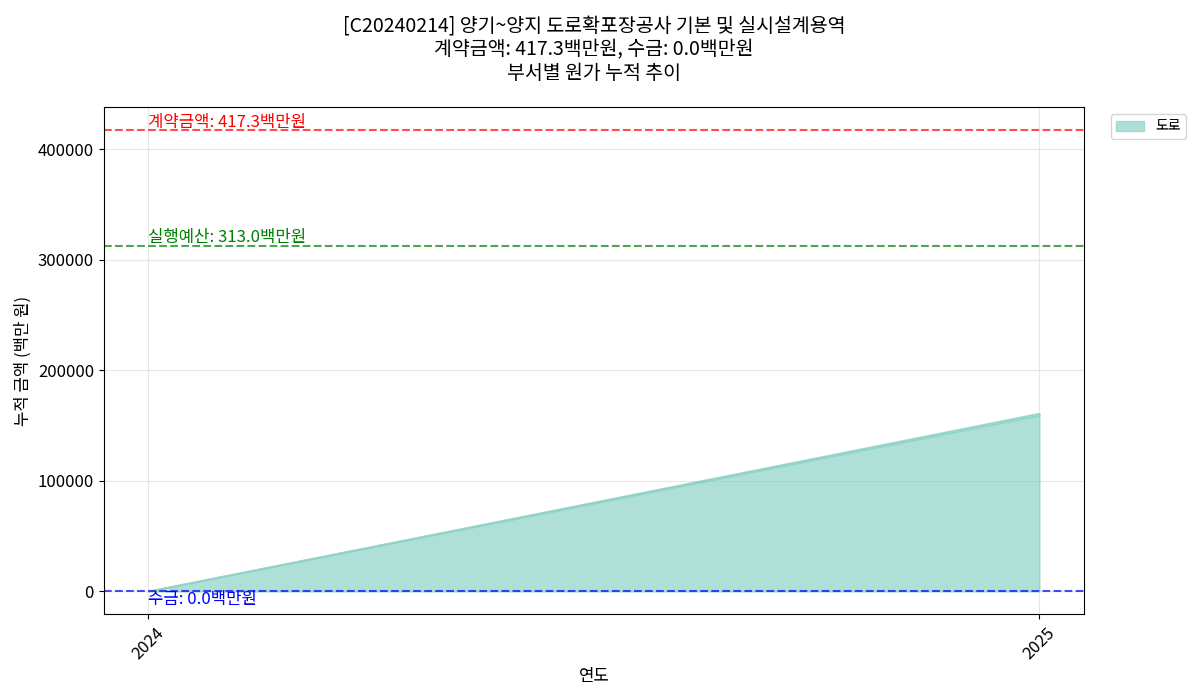 [C20240214] 양기~양지 도로확포장공사 기본 및 실시설계용역
계약금액: 417.3백만원, 수금: 0.0백만원
부서별 원가 누적 추이
계약금액: 417.3백만원
도로
400000
실행예산: 313.0백만원
300000
누적 금액 (백만 원)
200000
100000
0
수금: 0.0백만원
2024
2025
연도